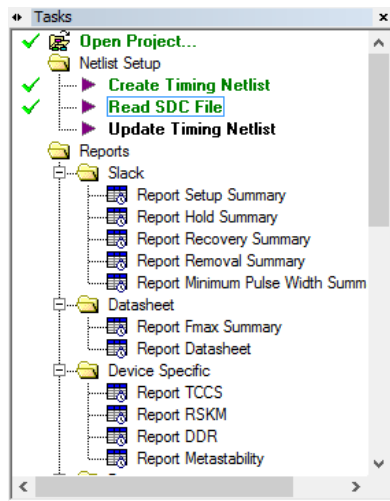 Tasks
Open Project...
Netlist Setup
Create Timing Netlist
Read SDC File
Update Timing Netlist
Reports
Slack
Report Setup Summary
Report Hold Summary
Report Recovery Summary
Report Removal Summary
Report Minimum Pulse Width Summ
Datasheet
Report Fmax Summary
Report Datasheet
Device Specific
Report TCCS
Report RSKM
Report DDR
Report Metastability